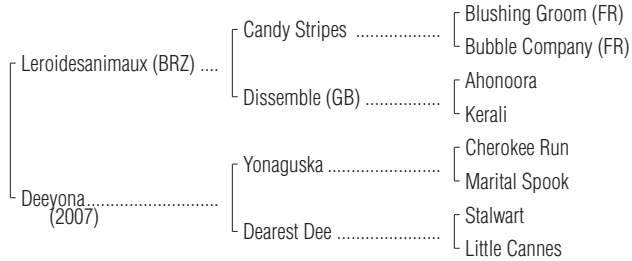 Blushing Groom (FR)
Candy Stripes ..................
Bubble Company (FR)
Leroidesanimaux (BRZ) ....
Ahonoora
Dissemble (GB) ................
Kerali
Cherokee Run
Yonaguska ........................
Marital Spook
Deeyona............................
(2007)
Stalwart
Dearest Dee ......................
Little Cannes